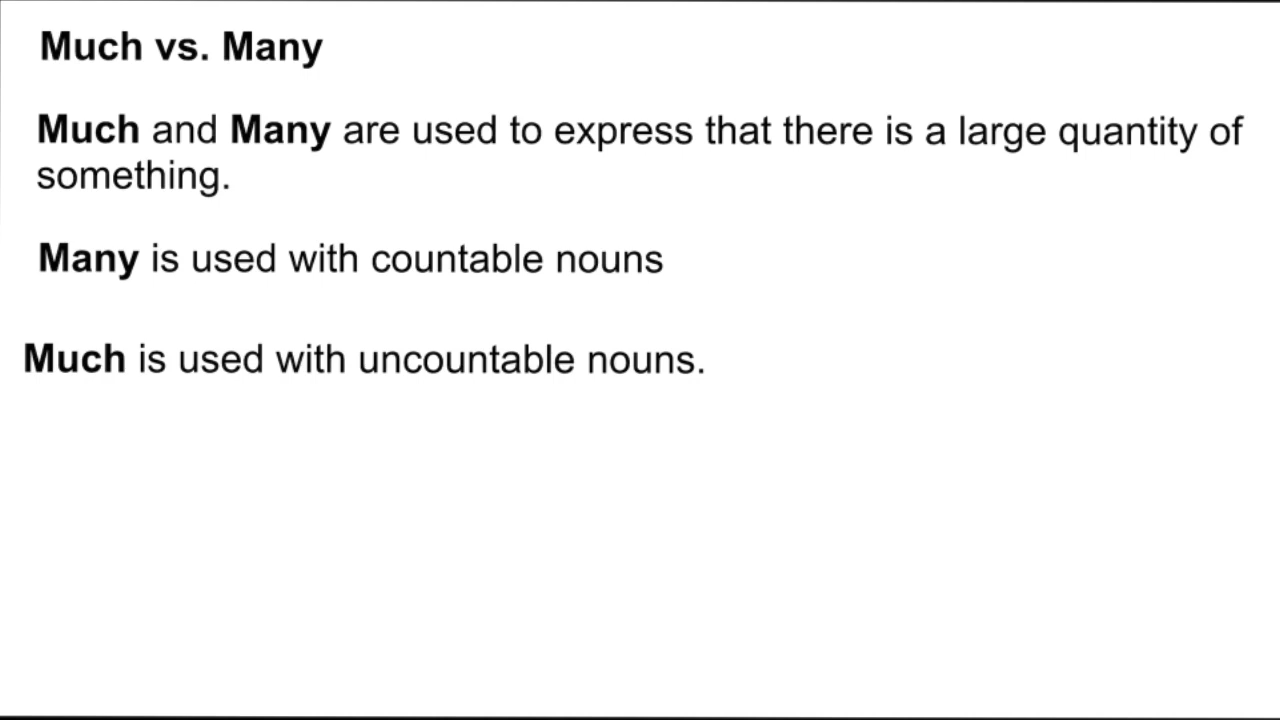 Much vs. Many
Much and Many are used to express that there is a large quantity of
something.
Many is used with countable nouns
Much is used with uncountable nouns.